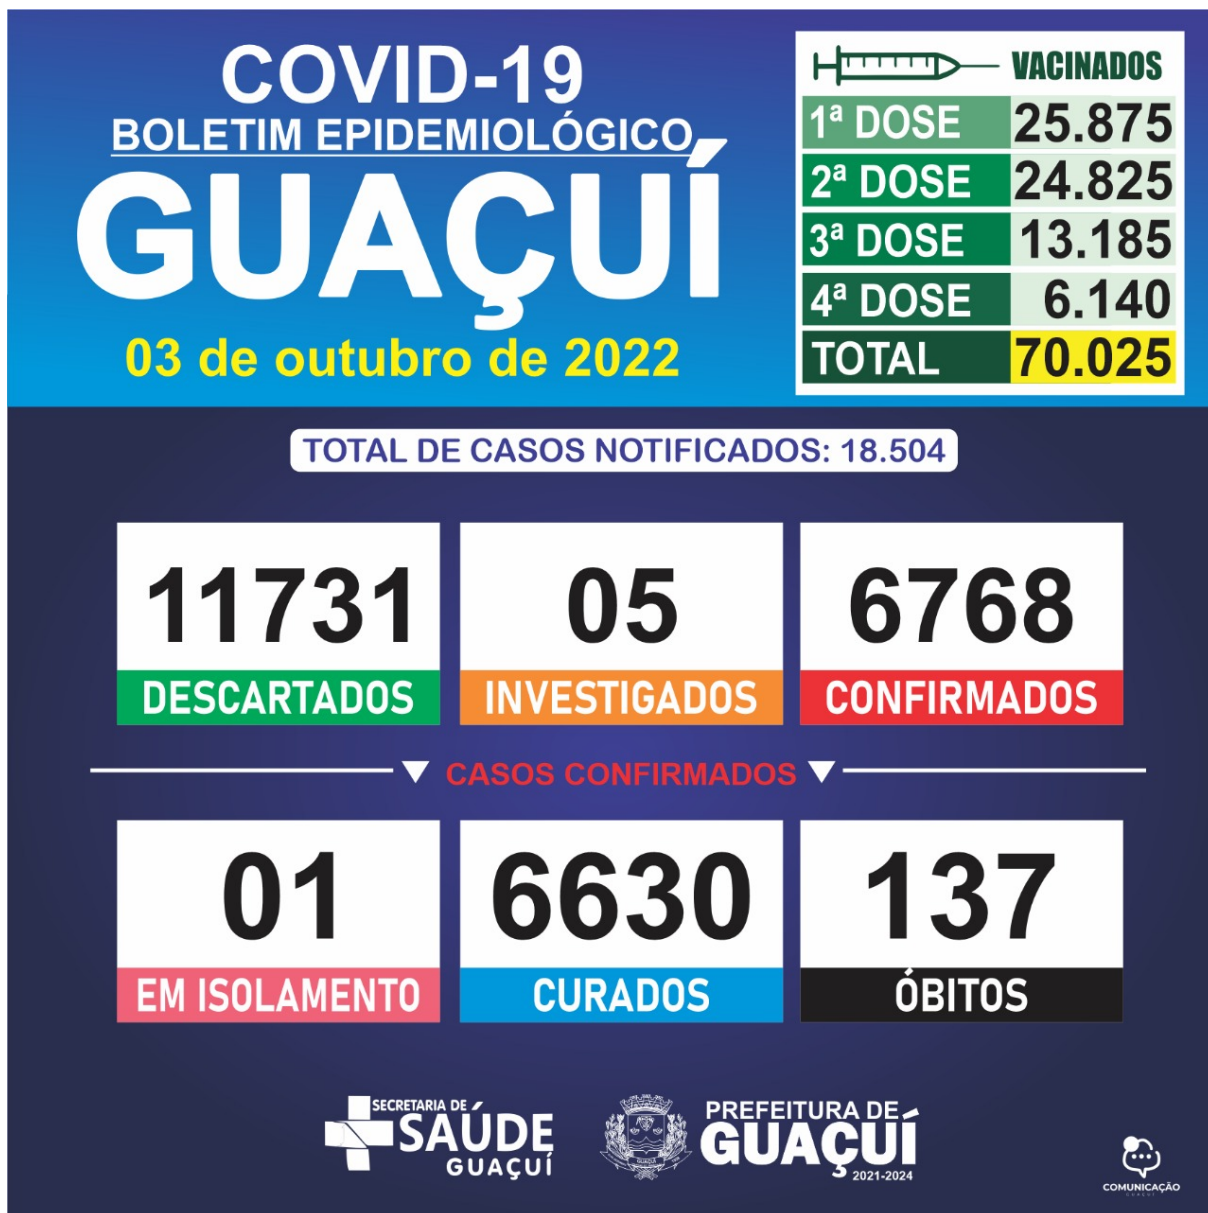 COVID-19
BOLETIM EPIDEMIOLÓGICO
GUAÇUÍ
03 de outubro de 2022
VACINADOS
1ª DOSE 25.875
2ª DOSE 24.825
3ª DOSE 13.185
4ª DOSE 6.140
TOTAL 70.025
TOTAL DE CASOS NOTIFICADOS: 18.504
11731 05 6768
DESCARTADOS INVESTIGADOS CONFIRMADOS
CASOS CONFIRMADOS
01 6630 137
EM ISOLAMENTO CURADOS ÓBITOS
SECRETARIA DE
SAÚDE
GUAÇUÍ
PREFEITURA DE
GUAÇUÍ
2021-2024
COMUNICAÇÃO
GUAÇUÍ